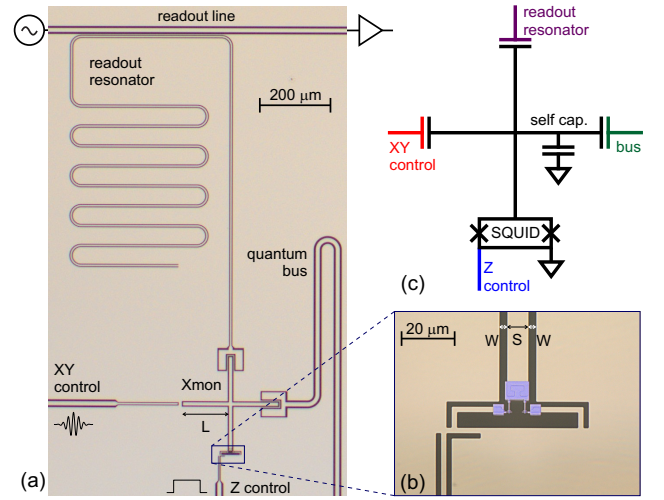 readout line
readout
resonator
200 μm
quantum
bus
XY
control
Xmon
L
Z control
(a)
readout
resonator
self cap.
XY
control
bus
SQUID
Z
control
(c)
20 μm
W
S
W
(b)